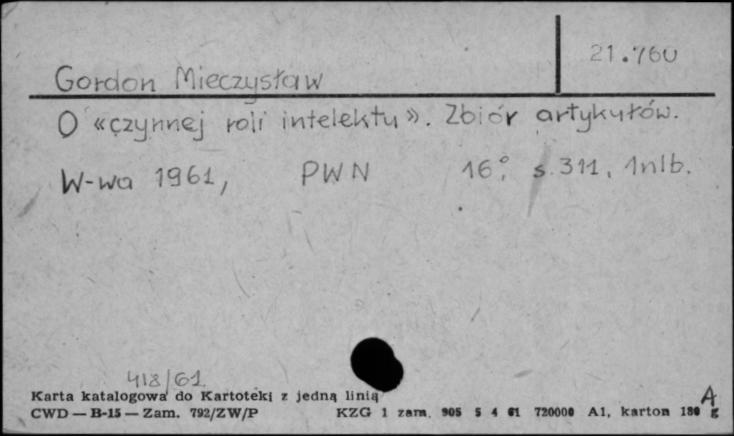 21.760
Gordon Mieczysław
O «czynnej roli intelektu». Zbiór artykułów.
W-wa 1961, PWN 16°, s. 311, 1nlb.
418/61
Karta katalogowa do Kartoteki z jedną linią
CWD — B-15 — Zam. 792/ZW/P KZG 1 zam. 905 5 4 61 720000 A1, karton 180 g
A